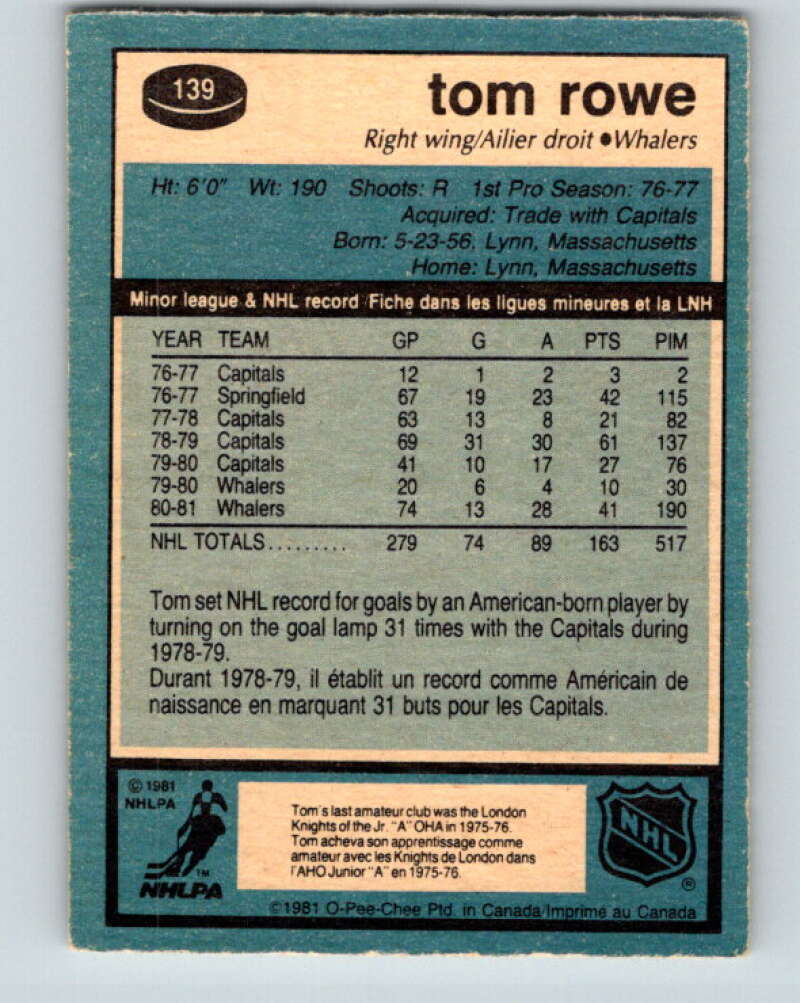 139
tom rowe
Right wing/Ailier droit ●Whalers
Ht: 6'0" Wt: 190 Shoots: R 1st Pro Season: 76-77
Acquired: Trade with Capitals
Born: 5-23-56, Lynn, Massachusetts
Home: Lynn, Massachusetts
Minor league & NHL record/Fiche dans les ligues mineures et la LNH
YEAR TEAM GP G A PTS PIM
76-77 Capitals 12 1 2 3 2
76-77 Springfield 67 19 23 42 115
77-78 Capitals 63 13 8 21 82
78-79 Capitals 69 31 30 61 137
79-80 Capitals 41 10 17 27 76
79-80 Whalers 20 6 4 10 30
80-81 Whalers 74 13 28 41 190
NHL TOTALS......... 279 74 89 163 517
Tom set NHL record for goals by an American-born player by
turning on the goal lamp 31 times with the Capitals during
1978-79.
Durant 1978-79, il établit un record comme Américain de
naissance en marquant 31 buts pour les Capitals.
© 1981
NHLPA
TM
NHLPA
Tom's last amateur club was the London
Knights of the Jr. "A" OHA in 1975-76.
Tom acheva son apprentissage comme
amateur avec les Knights de London dans
l'AHO Junior "A" en 1975-76.
NHL
®
©1981 O-Pee-Chee Ptd. in Canada/Imprimé au Canada